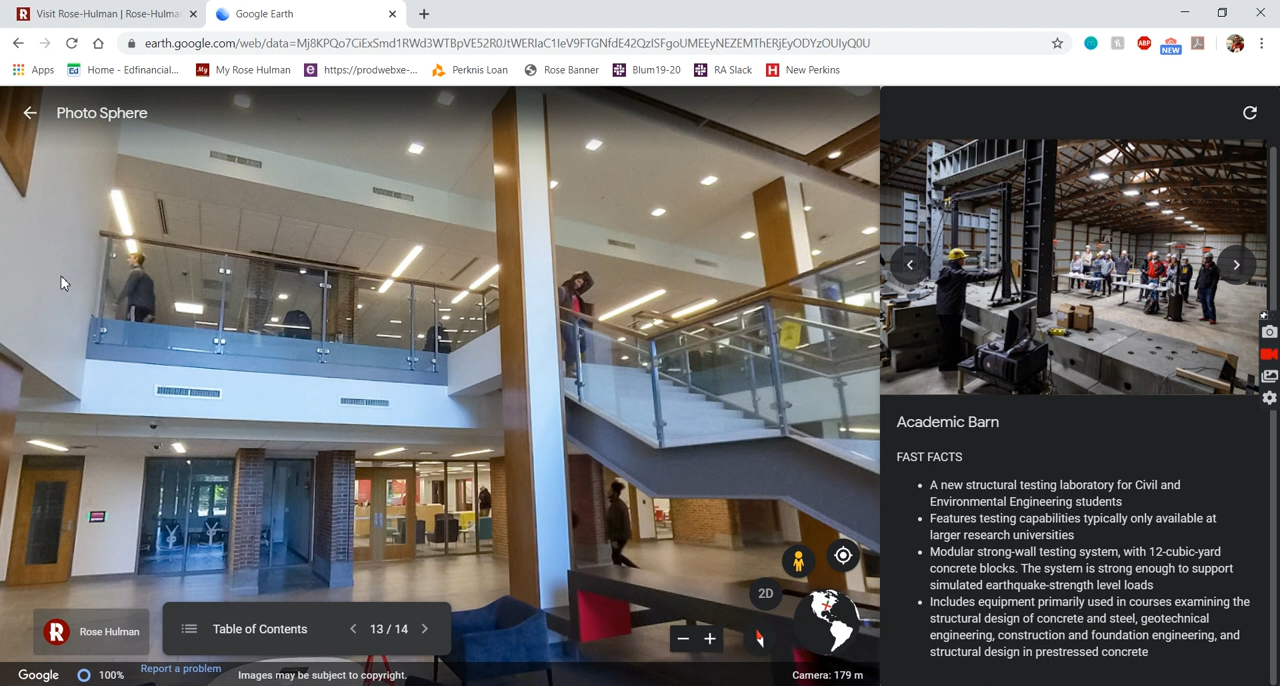 Visit Rose-Hulman | Rose-Hulma
Google Earth
earth.google.com/web/data=Mj8KPQo7CiExSmd1RWd3WTBpVE52R0JtWERIaC1IeV9FTGNfdE42QzISFgoUMEEyNEZEMThERjEyODYzOUIyQ0U
ABP
NEW
Apps
Ed Home - Edfinancial...
My My Rose Hulman
e https://prodwebxe-...
Perknis Loan
Rose Banner
Blum19-20
RA Slack
H New Perkins
Photo Sphere
Academic Barn
FAST FACTS
• A new structural testing laboratory for Civil and
Environmental Engineering students
• Features testing capabilities typically only available at
larger research universities
• Modular strong-wall testing system, with 12-cubic-yard
concrete blocks. The system is strong enough to support
simulated earthquake-strength level loads
• Includes equipment primarily used in courses examining the
structural design of concrete and steel, geotechnical
engineering, construction and foundation engineering, and
structural design in prestressed concrete
2D
R Rose Hulman
Table of Contents
13 / 14
Google
100%
Report a problem
Images may be subject to copyright.
Camera: 179 m